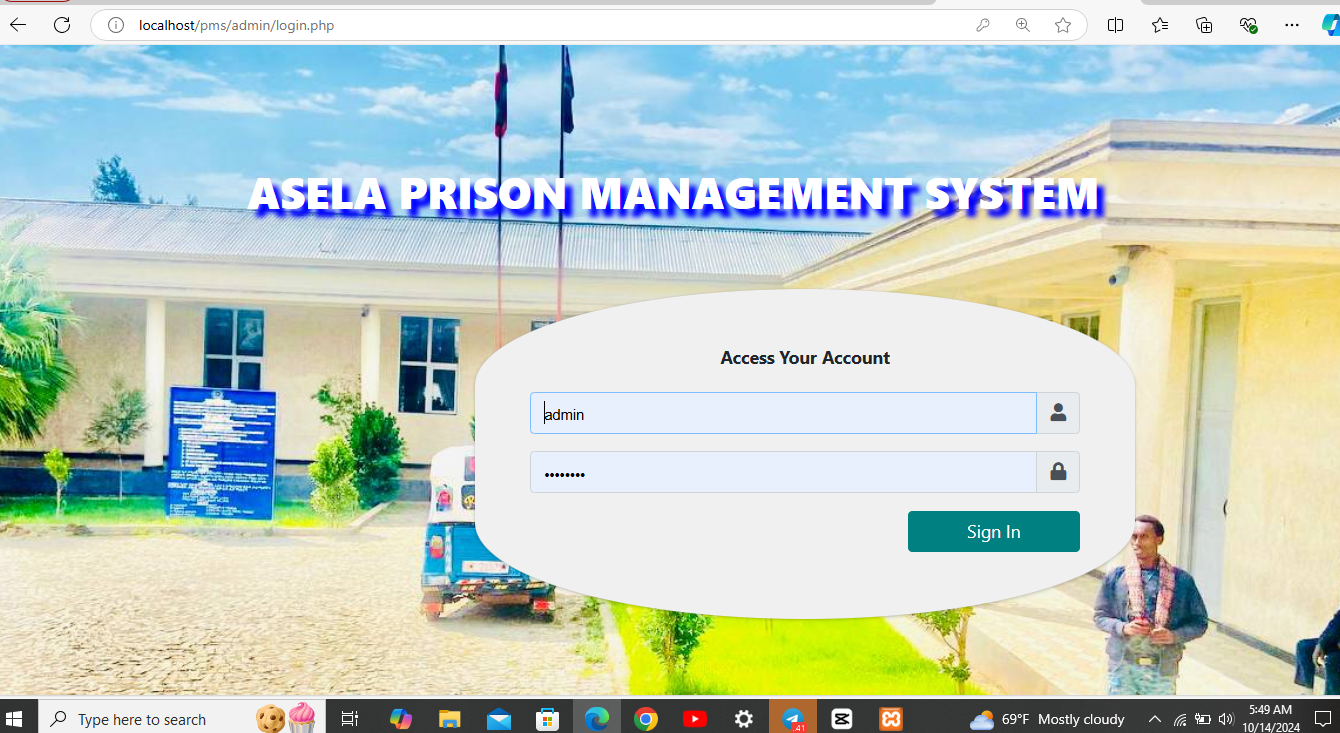 localhost/pms/admin/login.php
ASELA PRISON MANAGEMENT SYSTEM
Access Your Account
admin
••••••••
Sign In
Type here to search
41
69°F Mostly cloudy
5:49 AM
10/14/2024